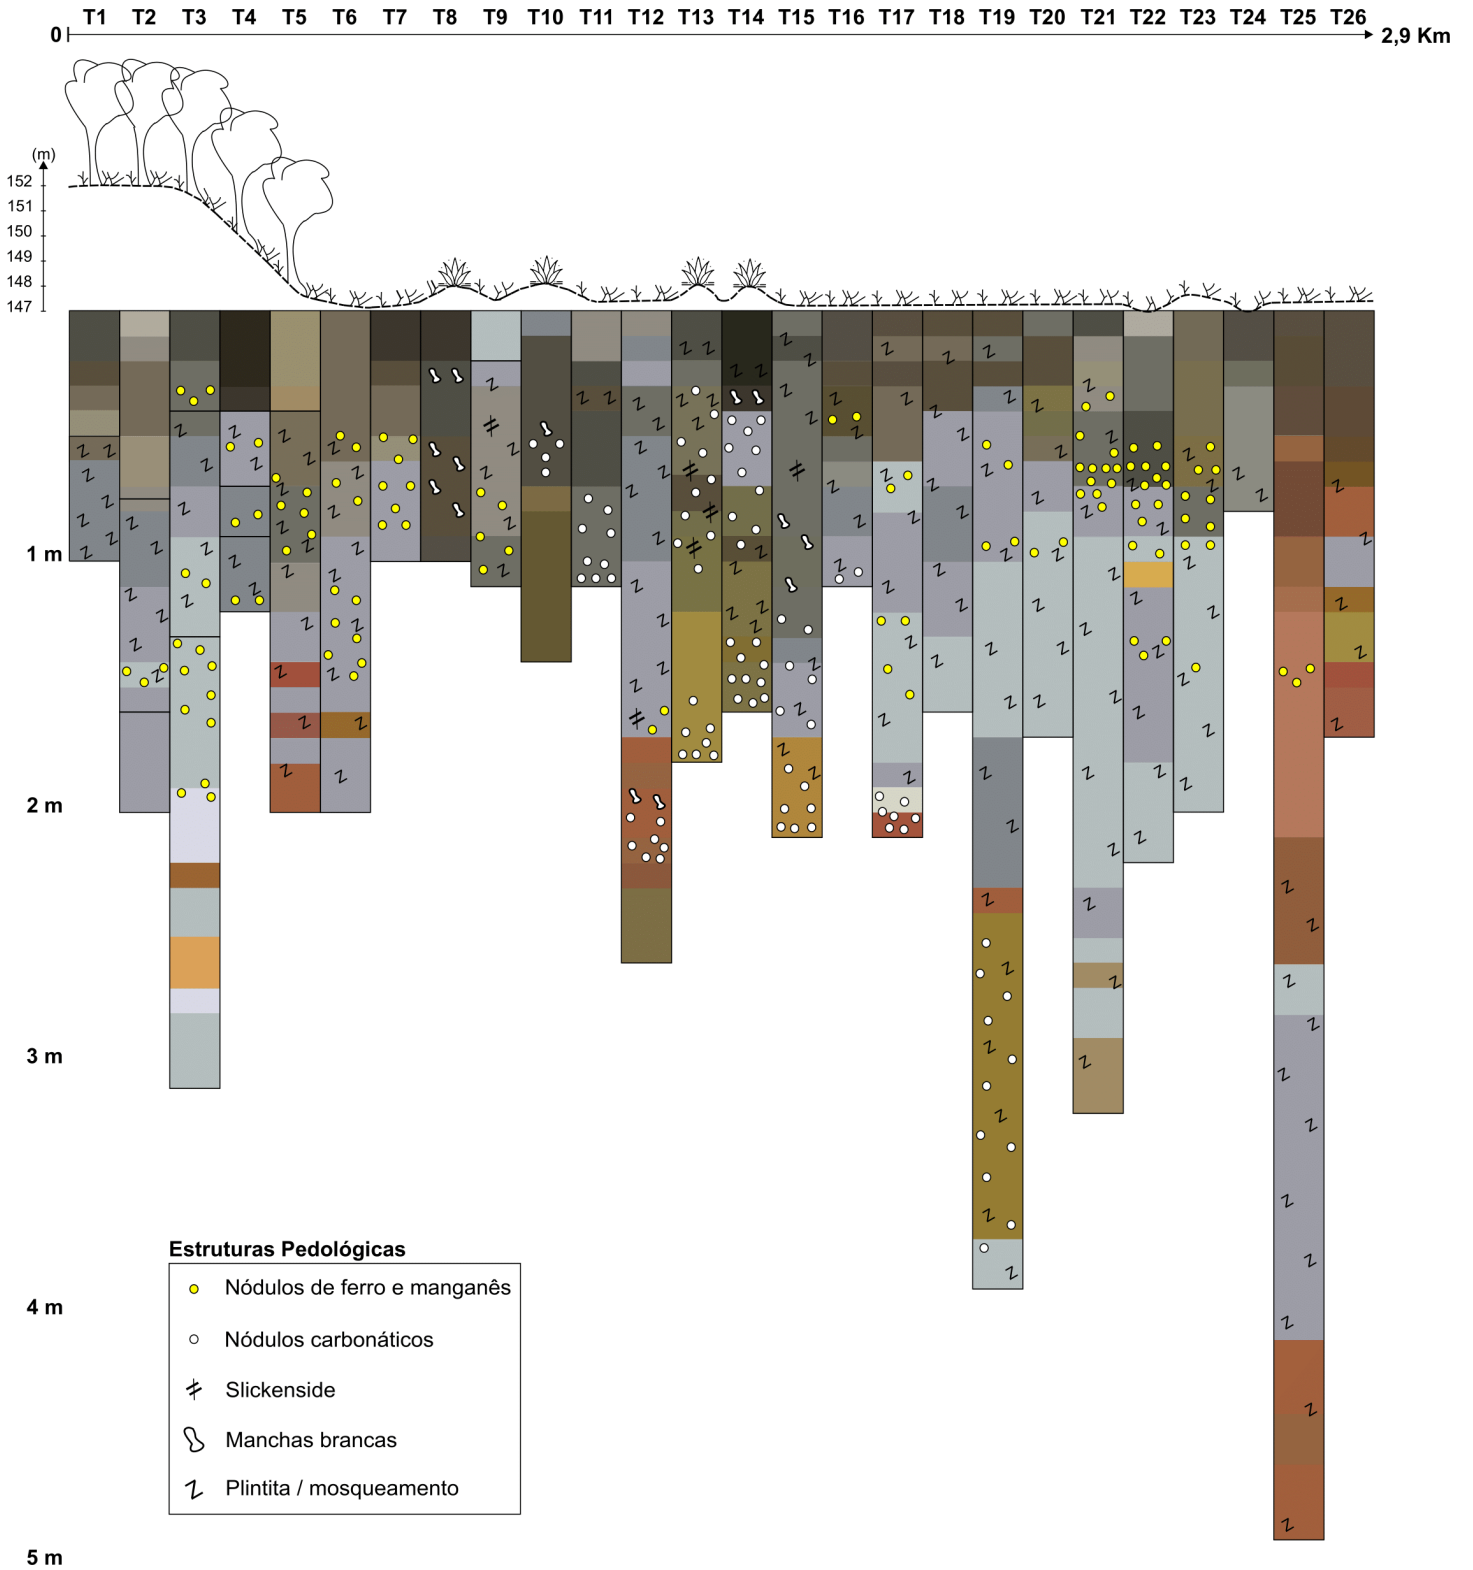 T1 T2 T3 T4 T5 T6 T7 T8 T9 T10 T11 T12 T13 T14 T15 T16 T17 T18 T19 T20 T21 T22 T23 T24 T25 T26
0 2,9 Km
(m)
152
151
150
149
148
147
1 m
2 m
3 m
4 m
5 m
Estruturas Pedológicas
Nódulos de ferro e manganês
Nódulos carbonáticos
Slickenside
Manchas brancas
Plintita / mosqueamento